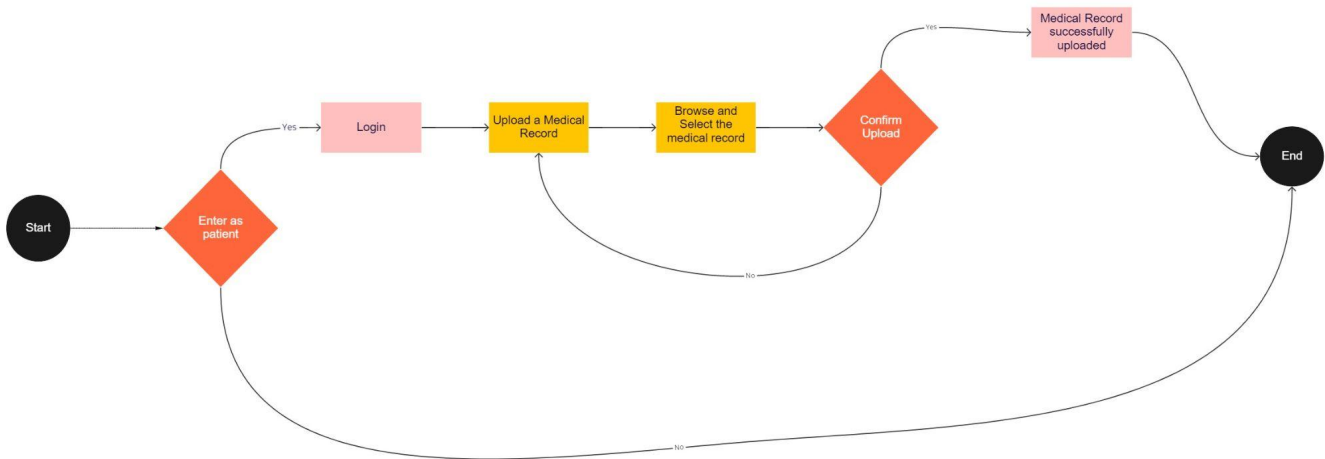 Start
Enter as
patient
Yes
Login
Upload a Medical
Record
Browse and
Select the
medical record
Confirm
Upload
Yes
Medical Record
successfully
uploaded
End
No
No